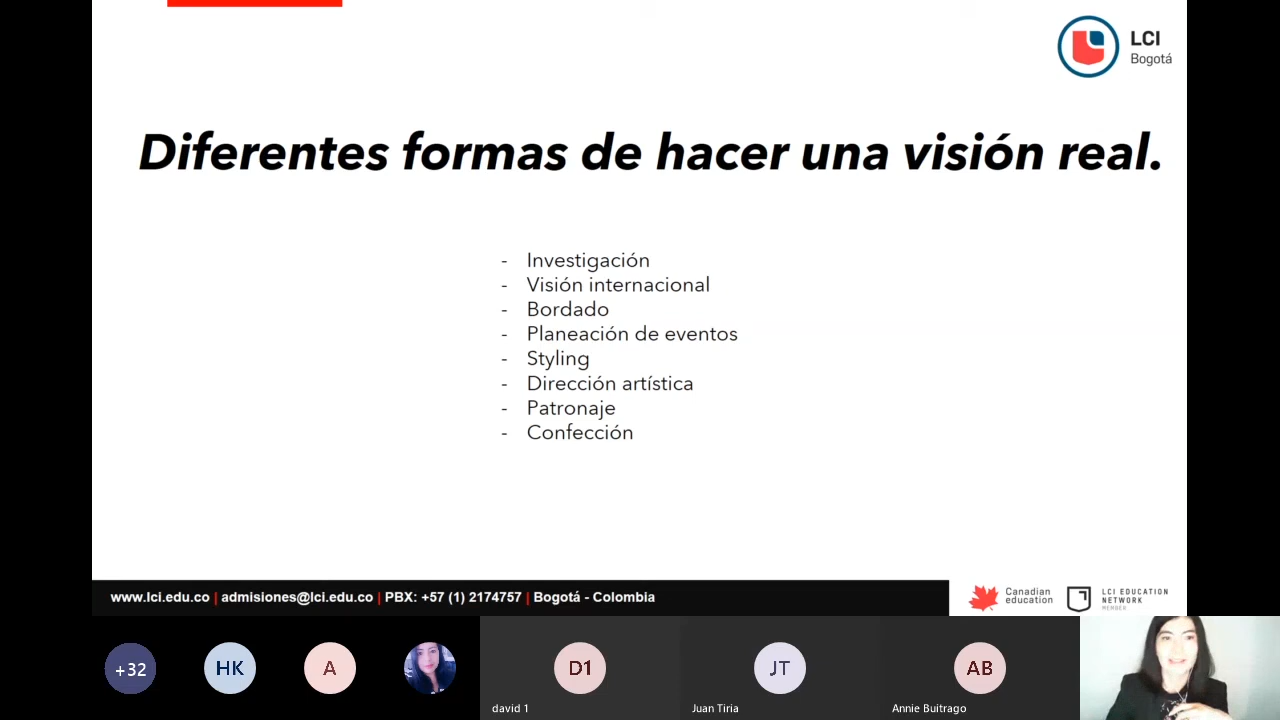 LCI
Bogotá
Diferentes formas de hacer una visión real.
- Investigación
- Visión internacional
- Bordado
- Planeación de eventos
- Styling
- Dirección artística
- Patronaje
- Confección
www.lci.edu.co | admisiones@lci.edu.co | PBX: +57 (1) 2174757 | Bogotá - Colombia
Canadian
education
LCI EDUCATION
NETWORK
MEMBER
+32
HK
A
D1
JT
AB
david 1
Juan Tiria
Annie Buitrago